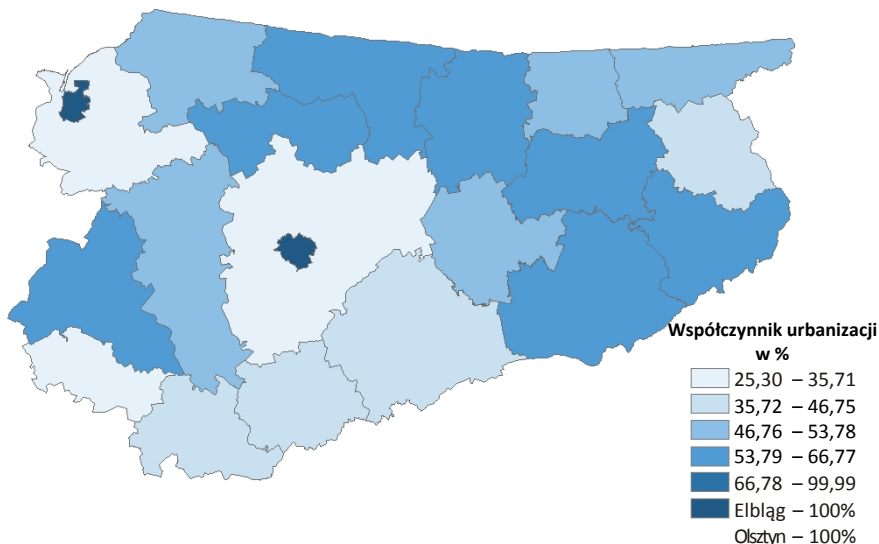 Współczynnik urbanizacji
w %
25,30 – 35,71
35,72 – 46,75
46,76 – 53,78
53,79 – 66,77
66,78 – 99,99
Elbląg – 100%
Olsztyn – 100%